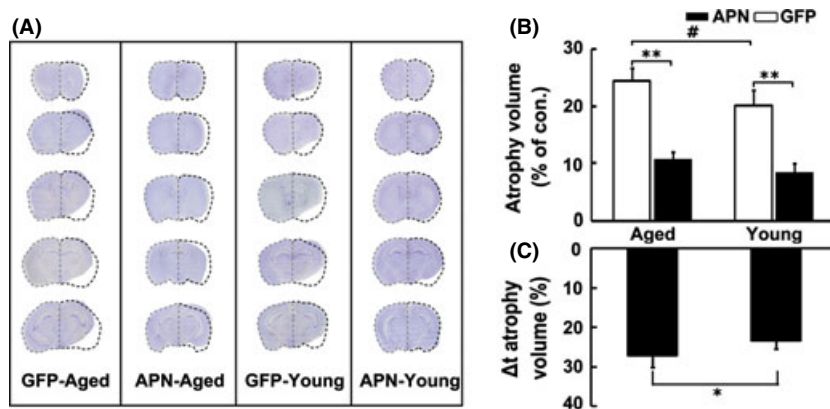 (A)
GFP-Aged
APN-Aged
GFP-Young
APN-Young
(B)
APN
GFP
#
**
**
Atrophy volume
(% of con.)
30
20
10
0
Aged
Young
(C)
Δt atrophy
volume (%)
0
10
20
30
40
*